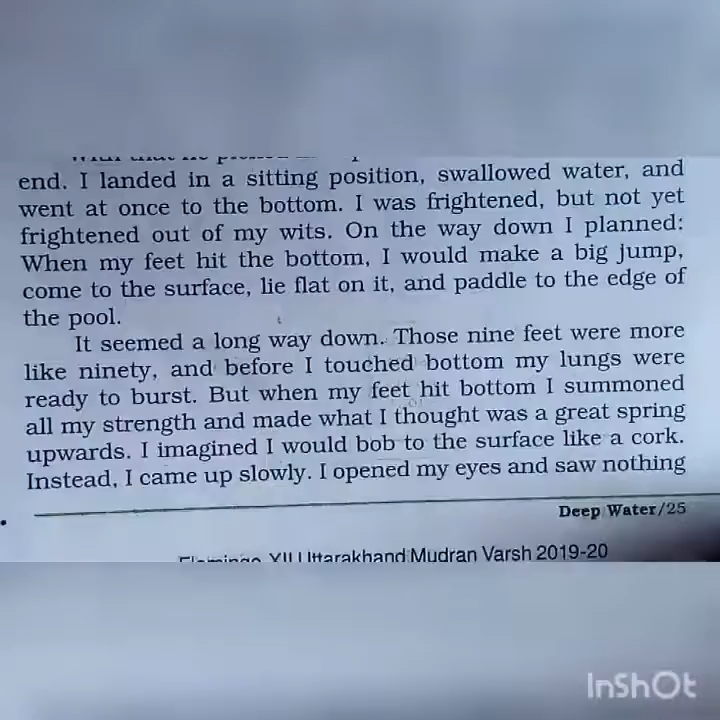 end. I landed in a sitting position, swallowed water, and
went at once to the bottom. I was frightened, but not yet
frightened out of my wits. On the way down I planned:
When my feet hit the bottom, I would make a big jump,
come to the surface, lie flat on it, and paddle to the edge of
the pool.
It seemed a long way down. Those nine feet were more
like ninety, and before I touched bottom my lungs were
ready to burst. But when my feet hit bottom I summoned
all my strength and made what I thought was a great spring
upwards. I imagined I would bob to the surface like a cork.
Instead, I came up slowly. I opened my eyes and saw nothing
Deep Water/25
Flamingo XII Uttarakhand Mudran Varsh 2019-20
InShOt